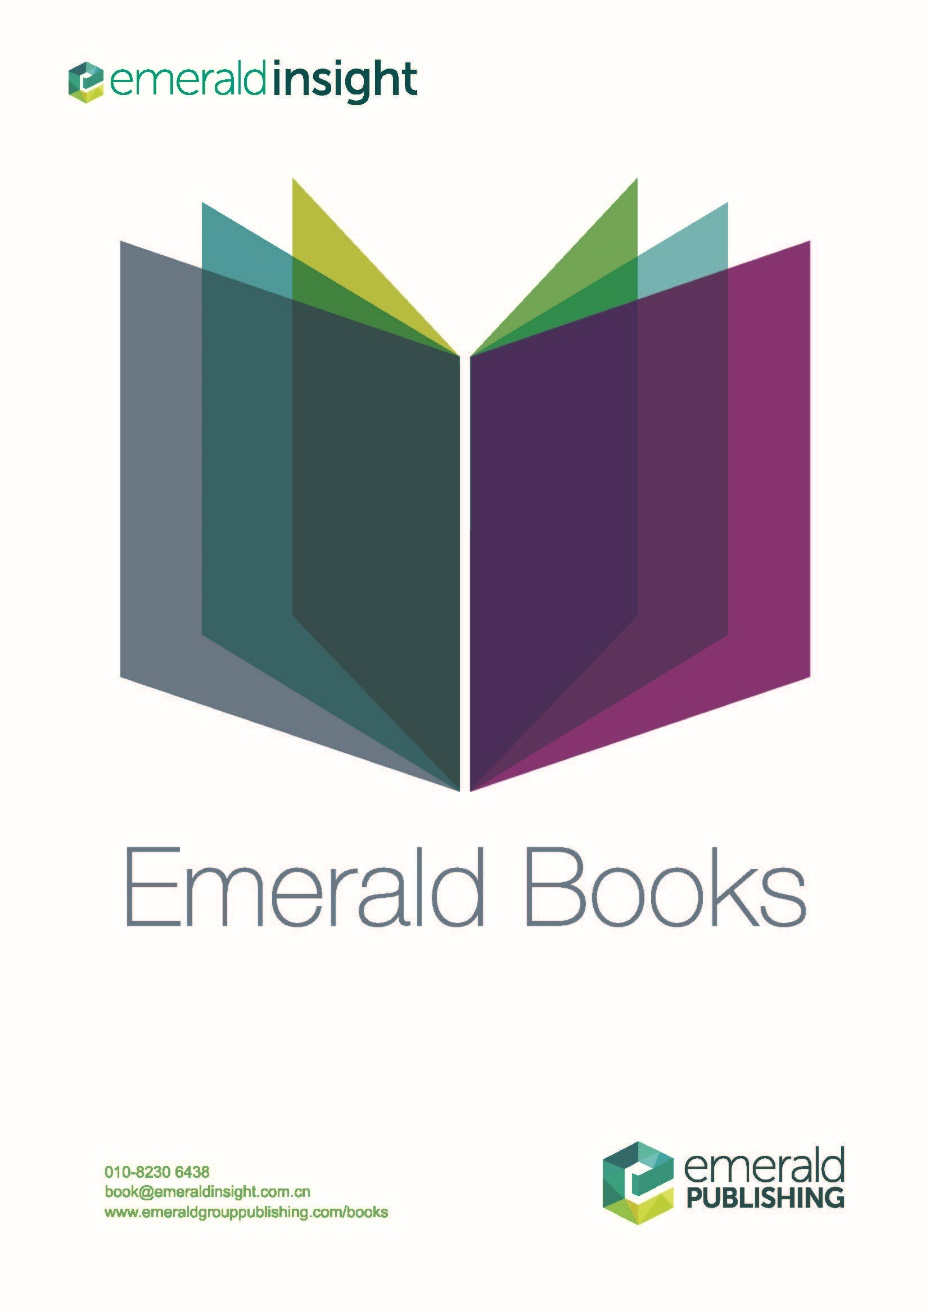 emeraldinsight
Emerald Books
010-8230 6438
book@emeraldinsight.com.cn
www.emeraldgrouppublishing.com/books
emerald
PUBLISHING